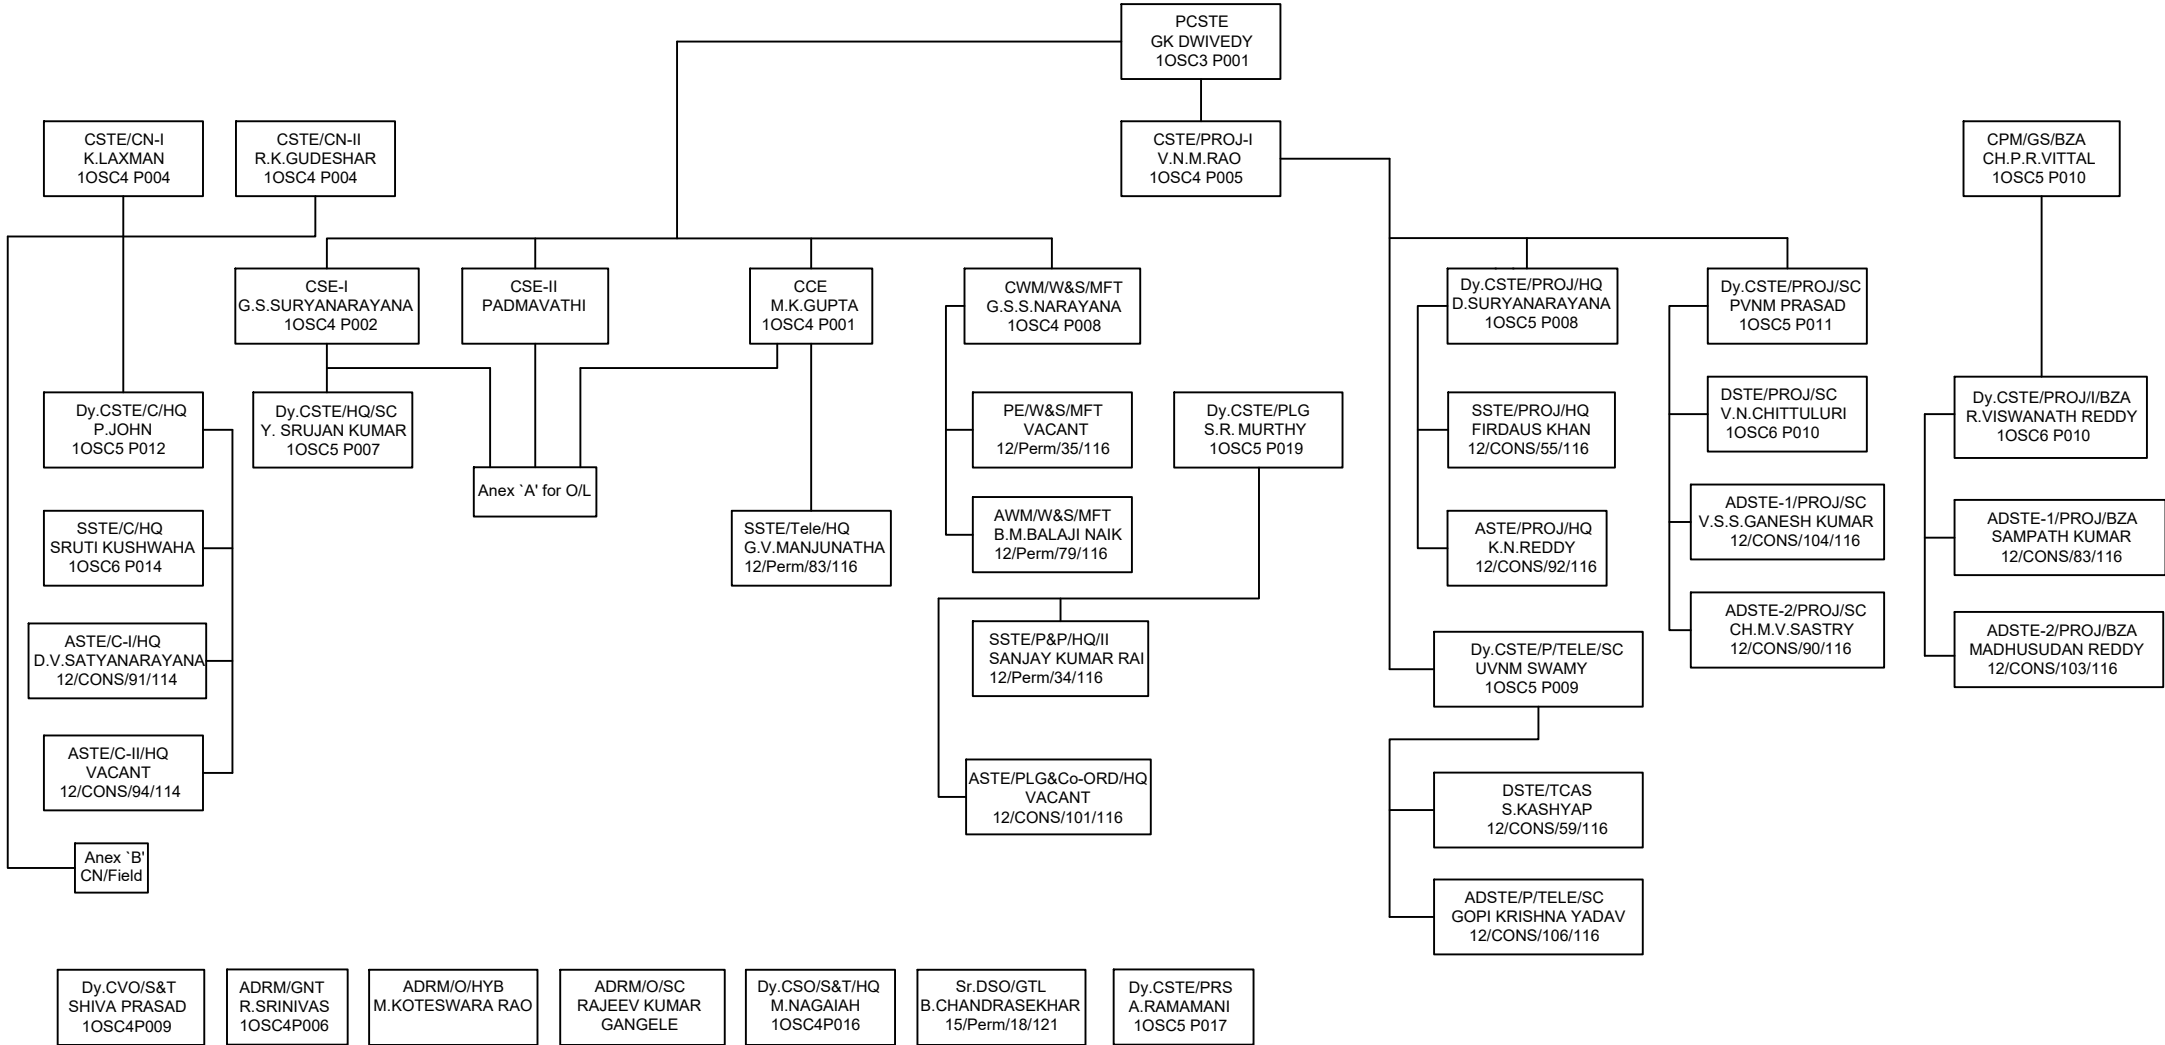 PCSTE
GK DWIVEDY
1OSC3 P001
CSTE/CN-I
K.LAXMAN
1OSC4 P004
CSTE/CN-II
R.K.GUDESHAR
1OSC4 P004
CSTE/PROJ-I
V.N.M.RAO
1OSC4 P005
CPM/GS/BZA
CH.P.R.VITTAL
1OSC5 P010
CSE-I
G.S.SURYANARAYANA
1OSC4 P002
CSE-II
PADMAVATHI
CCE
M.K.GUPTA
1OSC4 P001
CWM/W&S/MFT
G.S.S.NARAYANA
1OSC4 P008
Dy.CSTE/PROJ/HQ
D.SURYANARAYANA
1OSC5 P008
Dy.CSTE/PROJ/SC
PVNM PRASAD
1OSC5 P011
Dy.CSTE/C/HQ
P.JOHN
1OSC5 P012
Dy.CSTE/HQ/SC
Y. SRUJAN KUMAR
1OSC5 P007
Anex `A' for O/L
PE/W&S/MFT
VACANT
12/Perm/35/116
Dy.CSTE/PLG
S.R. MURTHY
1OSC5 P019
SSTE/PROJ/HQ
FIRDAUS KHAN
12/CONS/55/116
DSTE/PROJ/SC
V.N.CHITTULURI
1OSC6 P010
Dy.CSTE/PROJ/I/BZA
R.VISWANATH REDDY
1OSC6 P010
SSTE/C/HQ
SRUTI KUSHWAHA
1OSC6 P014
SSTE/Tele/HQ
G.V.MANJUNATHA
12/Perm/83/116
AWM/W&S/MFT
B.M.BALAJI NAIK
12/Perm/79/116
ASTE/PROJ/HQ
K.N.REDDY
12/CONS/92/116
ADSTE-1/PROJ/SC
V.S.S.GANESH KUMAR
12/CONS/104/116
ADSTE-1/PROJ/BZA
SAMPATH KUMAR
12/CONS/83/116
ASTE/C-I/HQ
D.V.SATYANARAYANA
12/CONS/91/114
SSTE/P&P/HQ/II
SANJAY KUMAR RAI
12/Perm/34/116
Dy.CSTE/P/TELE/SC
UVNM SWAMY
1OSC5 P009
ADSTE-2/PROJ/SC
CH.M.V.SASTRY
12/CONS/90/116
ADSTE-2/PROJ/BZA
MADHUSUDAN REDDY
12/CONS/103/116
ASTE/C-II/HQ
VACANT
12/CONS/94/114
ASTE/PLG&Co-ORD/HQ
VACANT
12/CONS/101/116
DSTE/TCAS
S.KASHYAP
12/CONS/59/116
Anex `B'
CN/Field
ADSTE/P/TELE/SC
GOPI KRISHNA YADAV
12/CONS/106/116
Dy.CVO/S&T
SHIVA PRASAD
1OSC4P009
ADRM/GNT
R.SRINIVAS
1OSC4P006
ADRM/O/HYB
M.KOTESWARA RAO
ADRM/O/SC
RAJEEV KUMAR
GANGELE
Dy.CSO/S&T/HQ
M.NAGAIAH
1OSC4P016
Sr.DSO/GTL
B.CHANDRASEKHAR
15/Perm/18/121
Dy.CSTE/PRS
A.RAMAMANI
1OSC5 P017